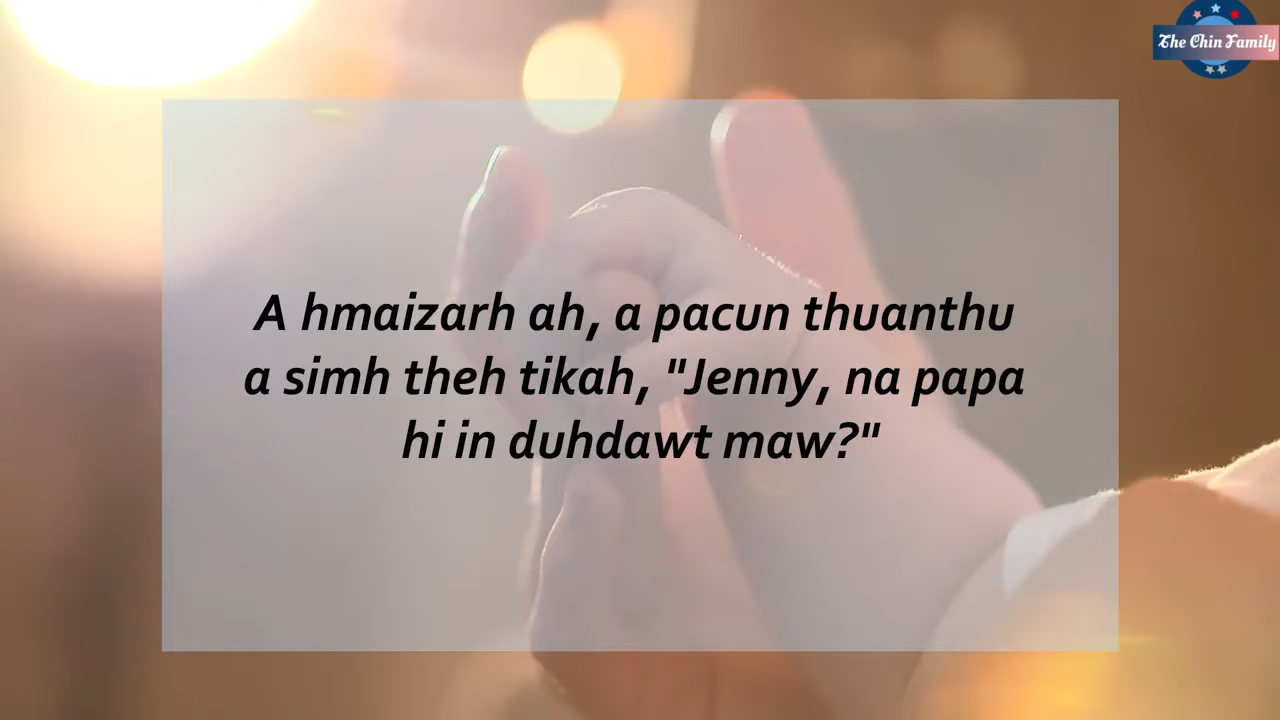 The Chin Family
A hmaizarh ah, a pacun thuanthu
a simh theh tikah, "Jenny, na papa
hi in duhdawt maw?"